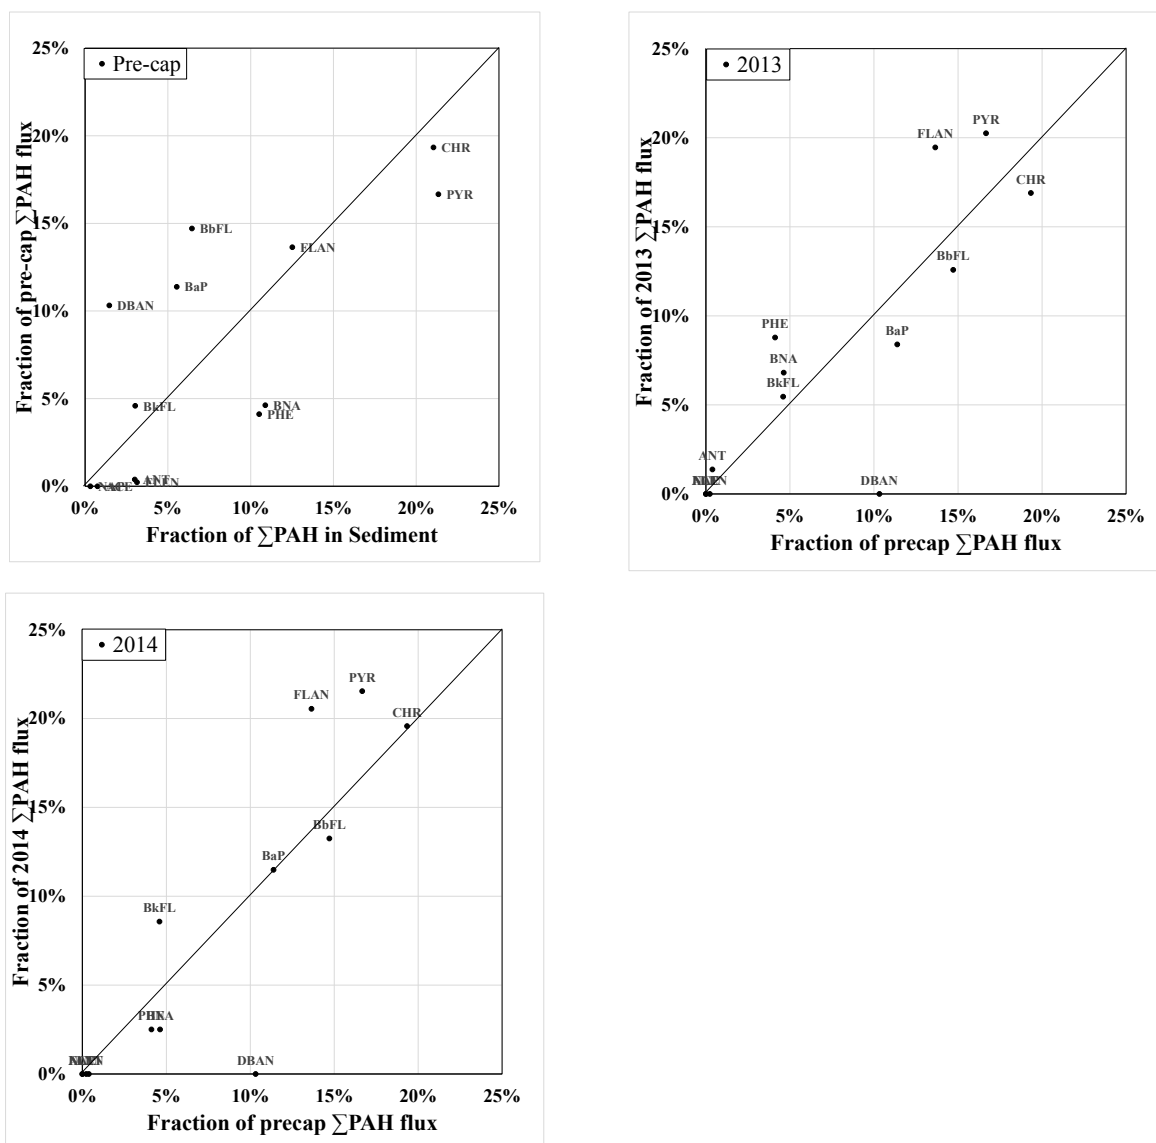 Pre-cap
25%
20%
15%
10%
5%
0%
Fraction of pre-cap ∑PAH flux
CHR
PYR
BbFL
FLAN
BaP
DBAN
BkFL
BNA
PHE
ANT
0% 5% 10% 15% 20% 25%
Fraction of ∑PAH in Sediment
2013
25%
20%
15%
10%
5%
0%
Fraction of 2013 ∑PAH flux
PYR
FLAN
CHR
BbFL
PHE
BaP
BNA
BkFL
ANT
DBAN
0% 5% 10% 15% 20% 25%
Fraction of precap ∑PAH flux
2014
25%
20%
15%
10%
5%
0%
Fraction of 2014 ∑PAH flux
PYR
FLAN
CHR
BbFL
BaP
BkFL
PHE BNA
DBAN
0% 5% 10% 15% 20% 25%
Fraction of precap ∑PAH flux